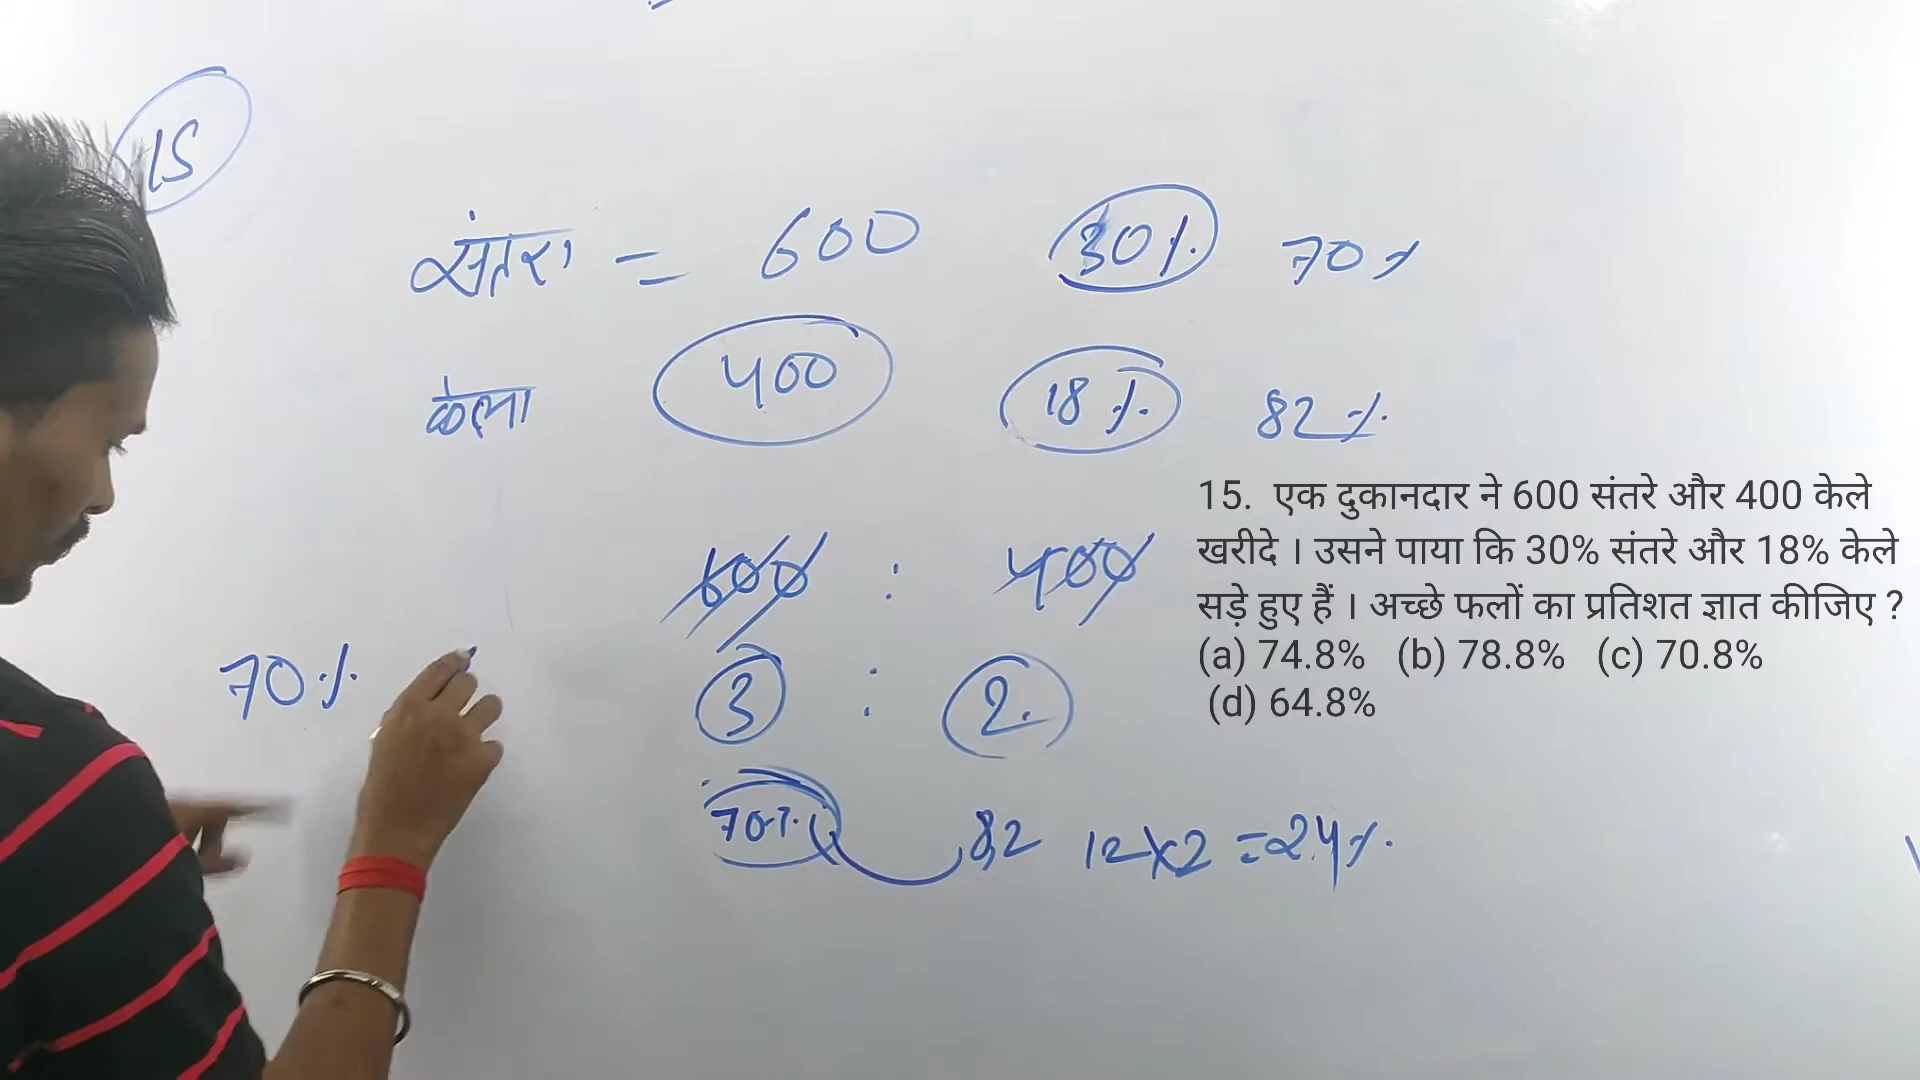 15
संतरा = 600 30% 70%
केला 400 18% 82%
15. एक दुकानदार ने 600 संतरे और 400 केले
खरीदे । उसने पाया कि 30% संतरे और 18% केले
सड़े हुए हैं । अच्छे फलों का प्रतिशत ज्ञात कीजिए ?
(a) 74.8% (b) 78.8% (c) 70.8%
(d) 64.8%
600 : 400
3 : 2
70%
70% 82 12×2 = 24%